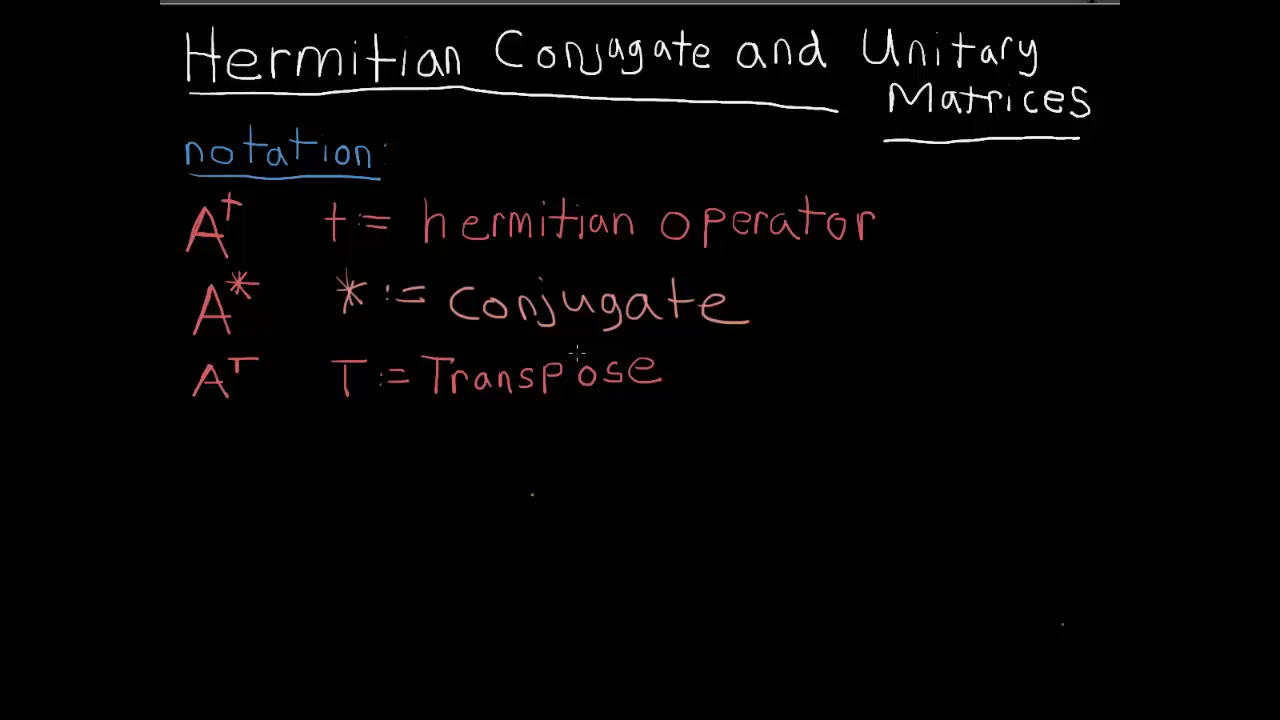 Hermitian Conjugate and Unitary
Matrices
notation:
A† † := hermitian operator
A* * := Conjugate
Aᵀ T := Transpose